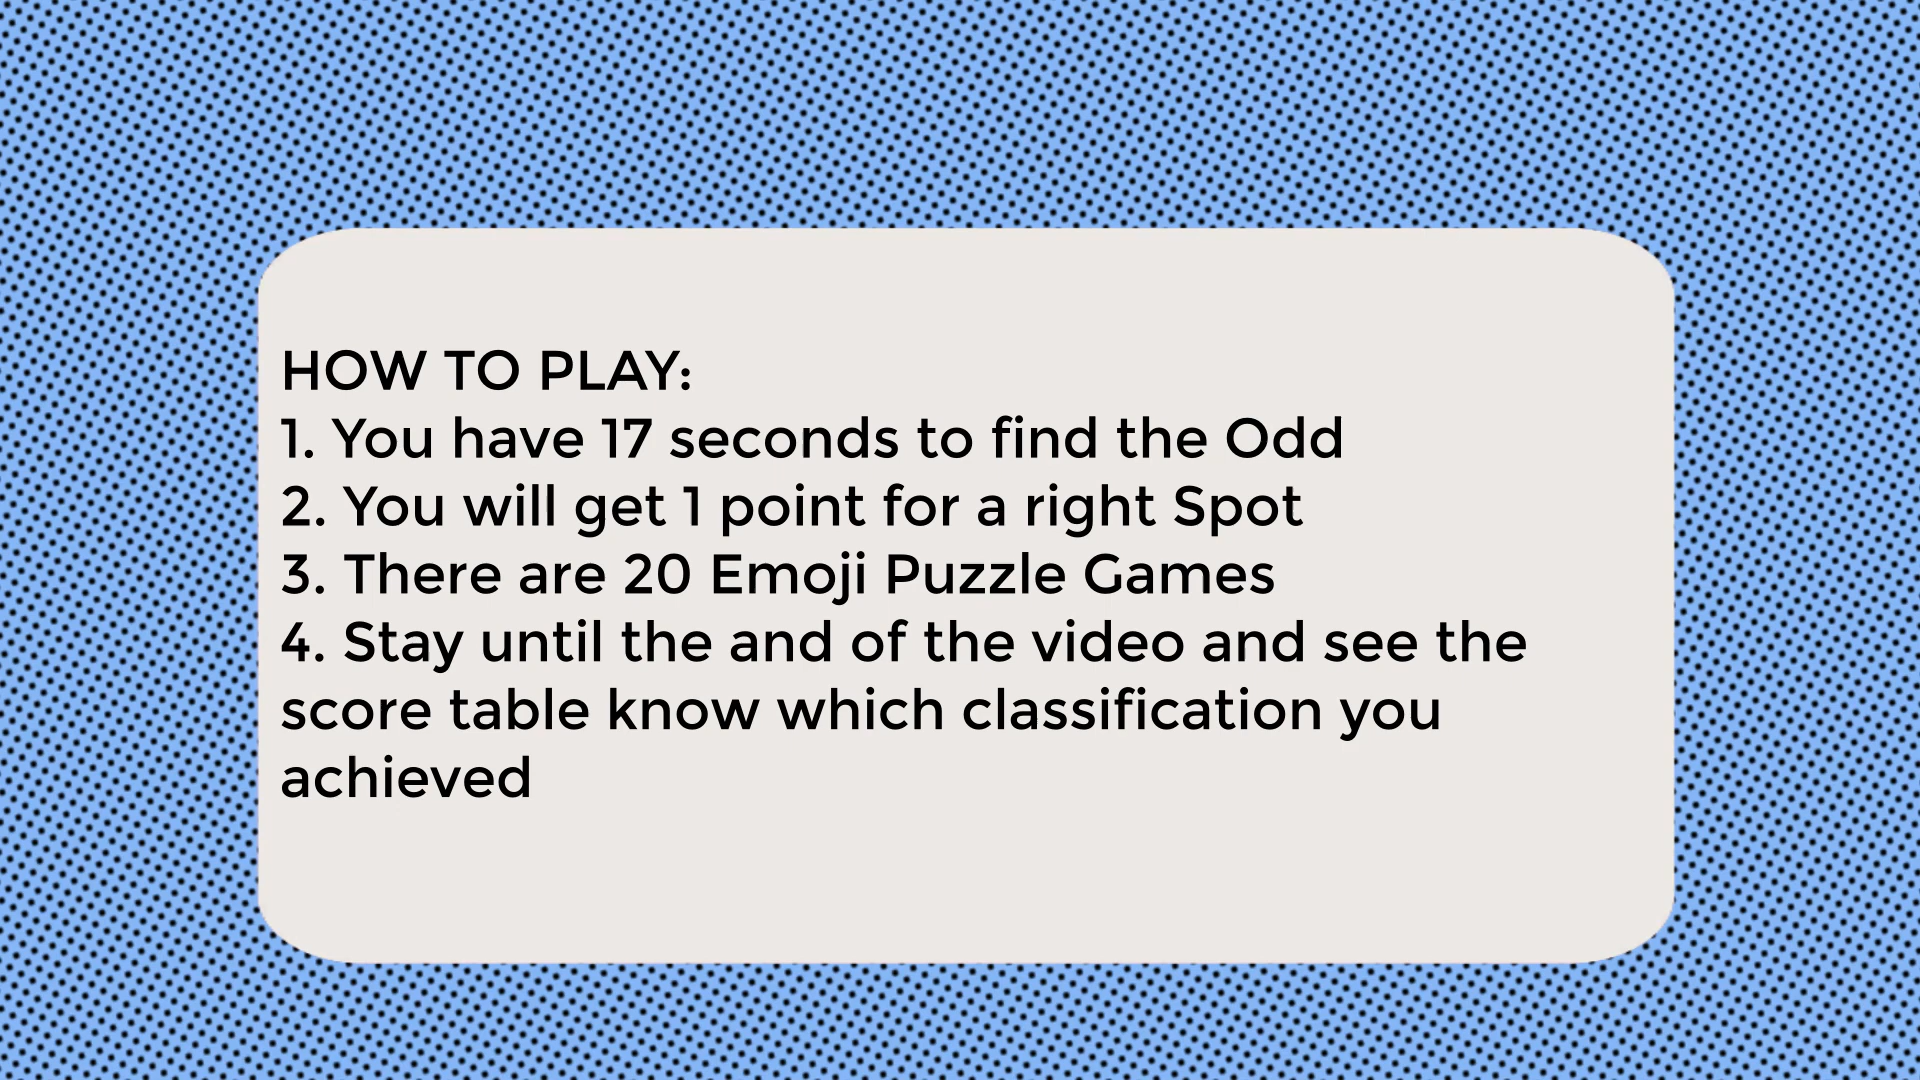 HOW TO PLAY:
1. You have 17 seconds to find the Odd
2. You will get 1 point for a right Spot
3. There are 20 Emoji Puzzle Games
4. Stay until the and of the video and see the
score table know which classification you
achieved